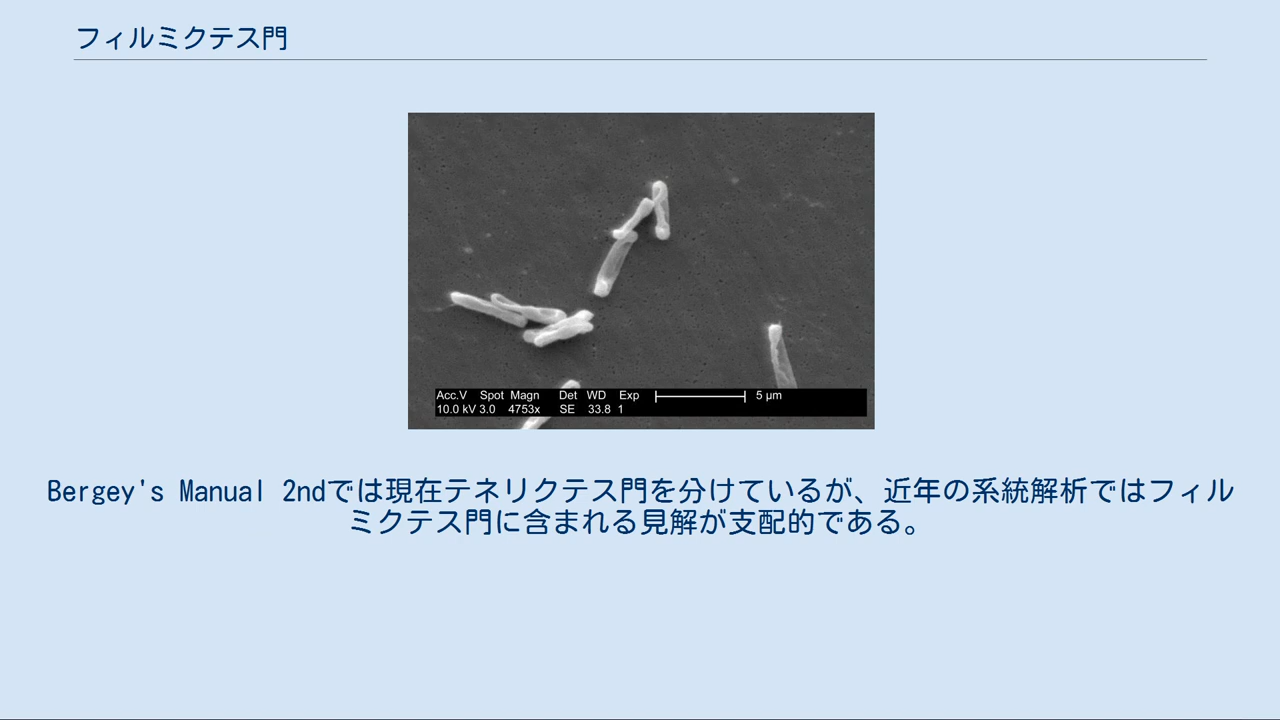 フィルミクテス門
Acc.V Spot Magn Det WD Exp 5 μm
10.0 kV 3.0 4753x SE 33.8 1
Bergey's Manual 2ndでは現在テネリクテス門を分けているが、近年の系統解析ではフィル
ミクテス門に含まれる見解が支配的である。